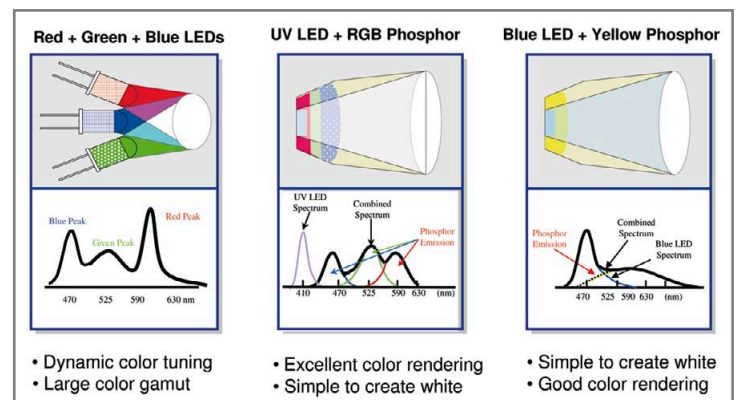 Red + Green + Blue LEDs
Blue Peak
Green Peak
Red Peak
470 525 590 630 nm
• Dynamic color tuning
• Large color gamut
UV LED + RGB Phosphor
UV LED
Spectrum
Combined
Spectrum
Phosphor
Emission
410 470 525 590 630 (nm)
• Excellent color rendering
• Simple to create white
Blue LED + Yellow Phosphor
Phosphor
Emission
Combined
Spectrum
Blue LED
Spectrum
470 525 590 630 (nm)
• Simple to create white
• Good color rendering